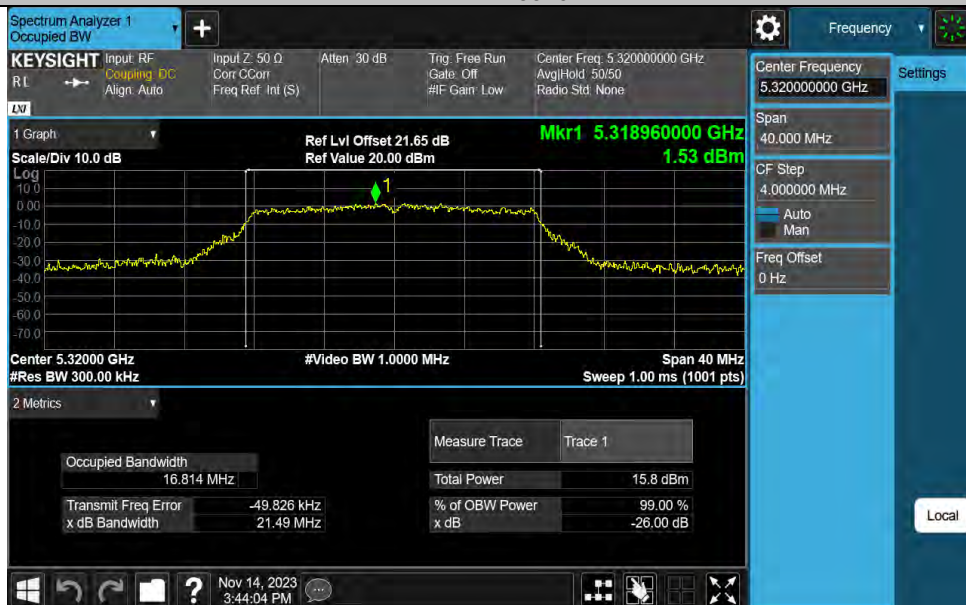 Spectrum Analyzer 1
Occupied BW
+
Frequency
KEYSIGHT
RL
LXI
Input: RF
Coupling: DC
Align: Auto
Input Z: 50 Ω
Corr CCorr
Freq Ref: Int (S)
Atten: 30 dB
Trig: Free Run
Gate: Off
#IF Gain: Low
Center Freq: 5.320000000 GHz
Avg|Hold: 50/50
Radio Std: None
Center Frequency
5.320000000 GHz
Settings
Span
40.000 MHz
CF Step
4.000000 MHz
Auto
Man
Freq Offset
0 Hz
Local
1 Graph
Scale/Div 10.0 dB
Ref Lvl Offset 21.65 dB
Ref Value 20.00 dBm
Mkr1 5.318960000 GHz
1.53 dBm
Log
10.0
0.00
-10.0
-20.0
-30.0
-40.0
-50.0
-60.0
-70.0
1
Center 5.32000 GHz
#Res BW 300.00 kHz
#Video BW 1.0000 MHz
Span 40 MHz
Sweep 1.00 ms (1001 pts)
2 Metrics
Measure Trace Trace 1
Occupied Bandwidth
16.814 MHz
Total Power 15.8 dBm
Transmit Freq Error -49.826 kHz
% of OBW Power 99.00 %
x dB Bandwidth 21.49 MHz
x dB -26.00 dB
?
Nov 14, 2023
3:44:04 PM